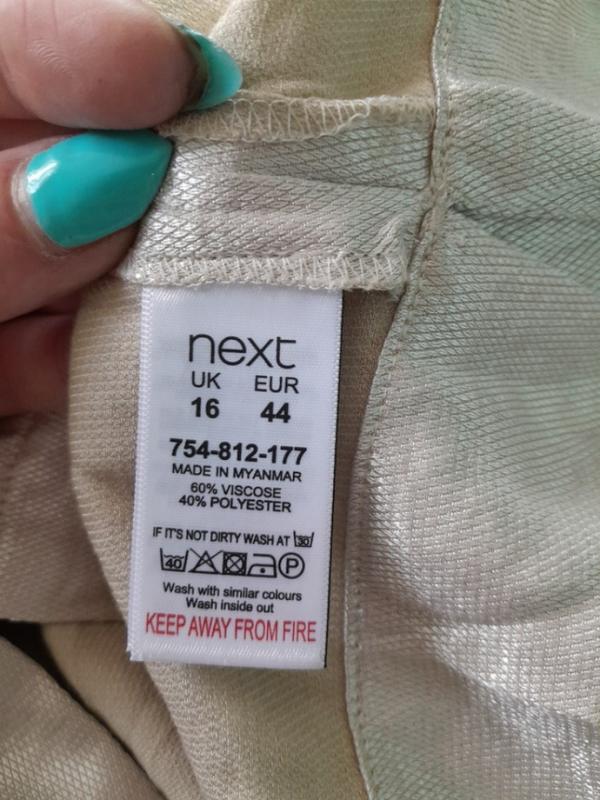 next
UK EUR
16 44
754-812-177
MADE IN MYANMAR
60% VISCOSE
40% POLYESTER
IF IT'S NOT DIRTY WASH AT 30
40 P
Wash with similar colours
Wash inside out
KEEP AWAY FROM FIRE